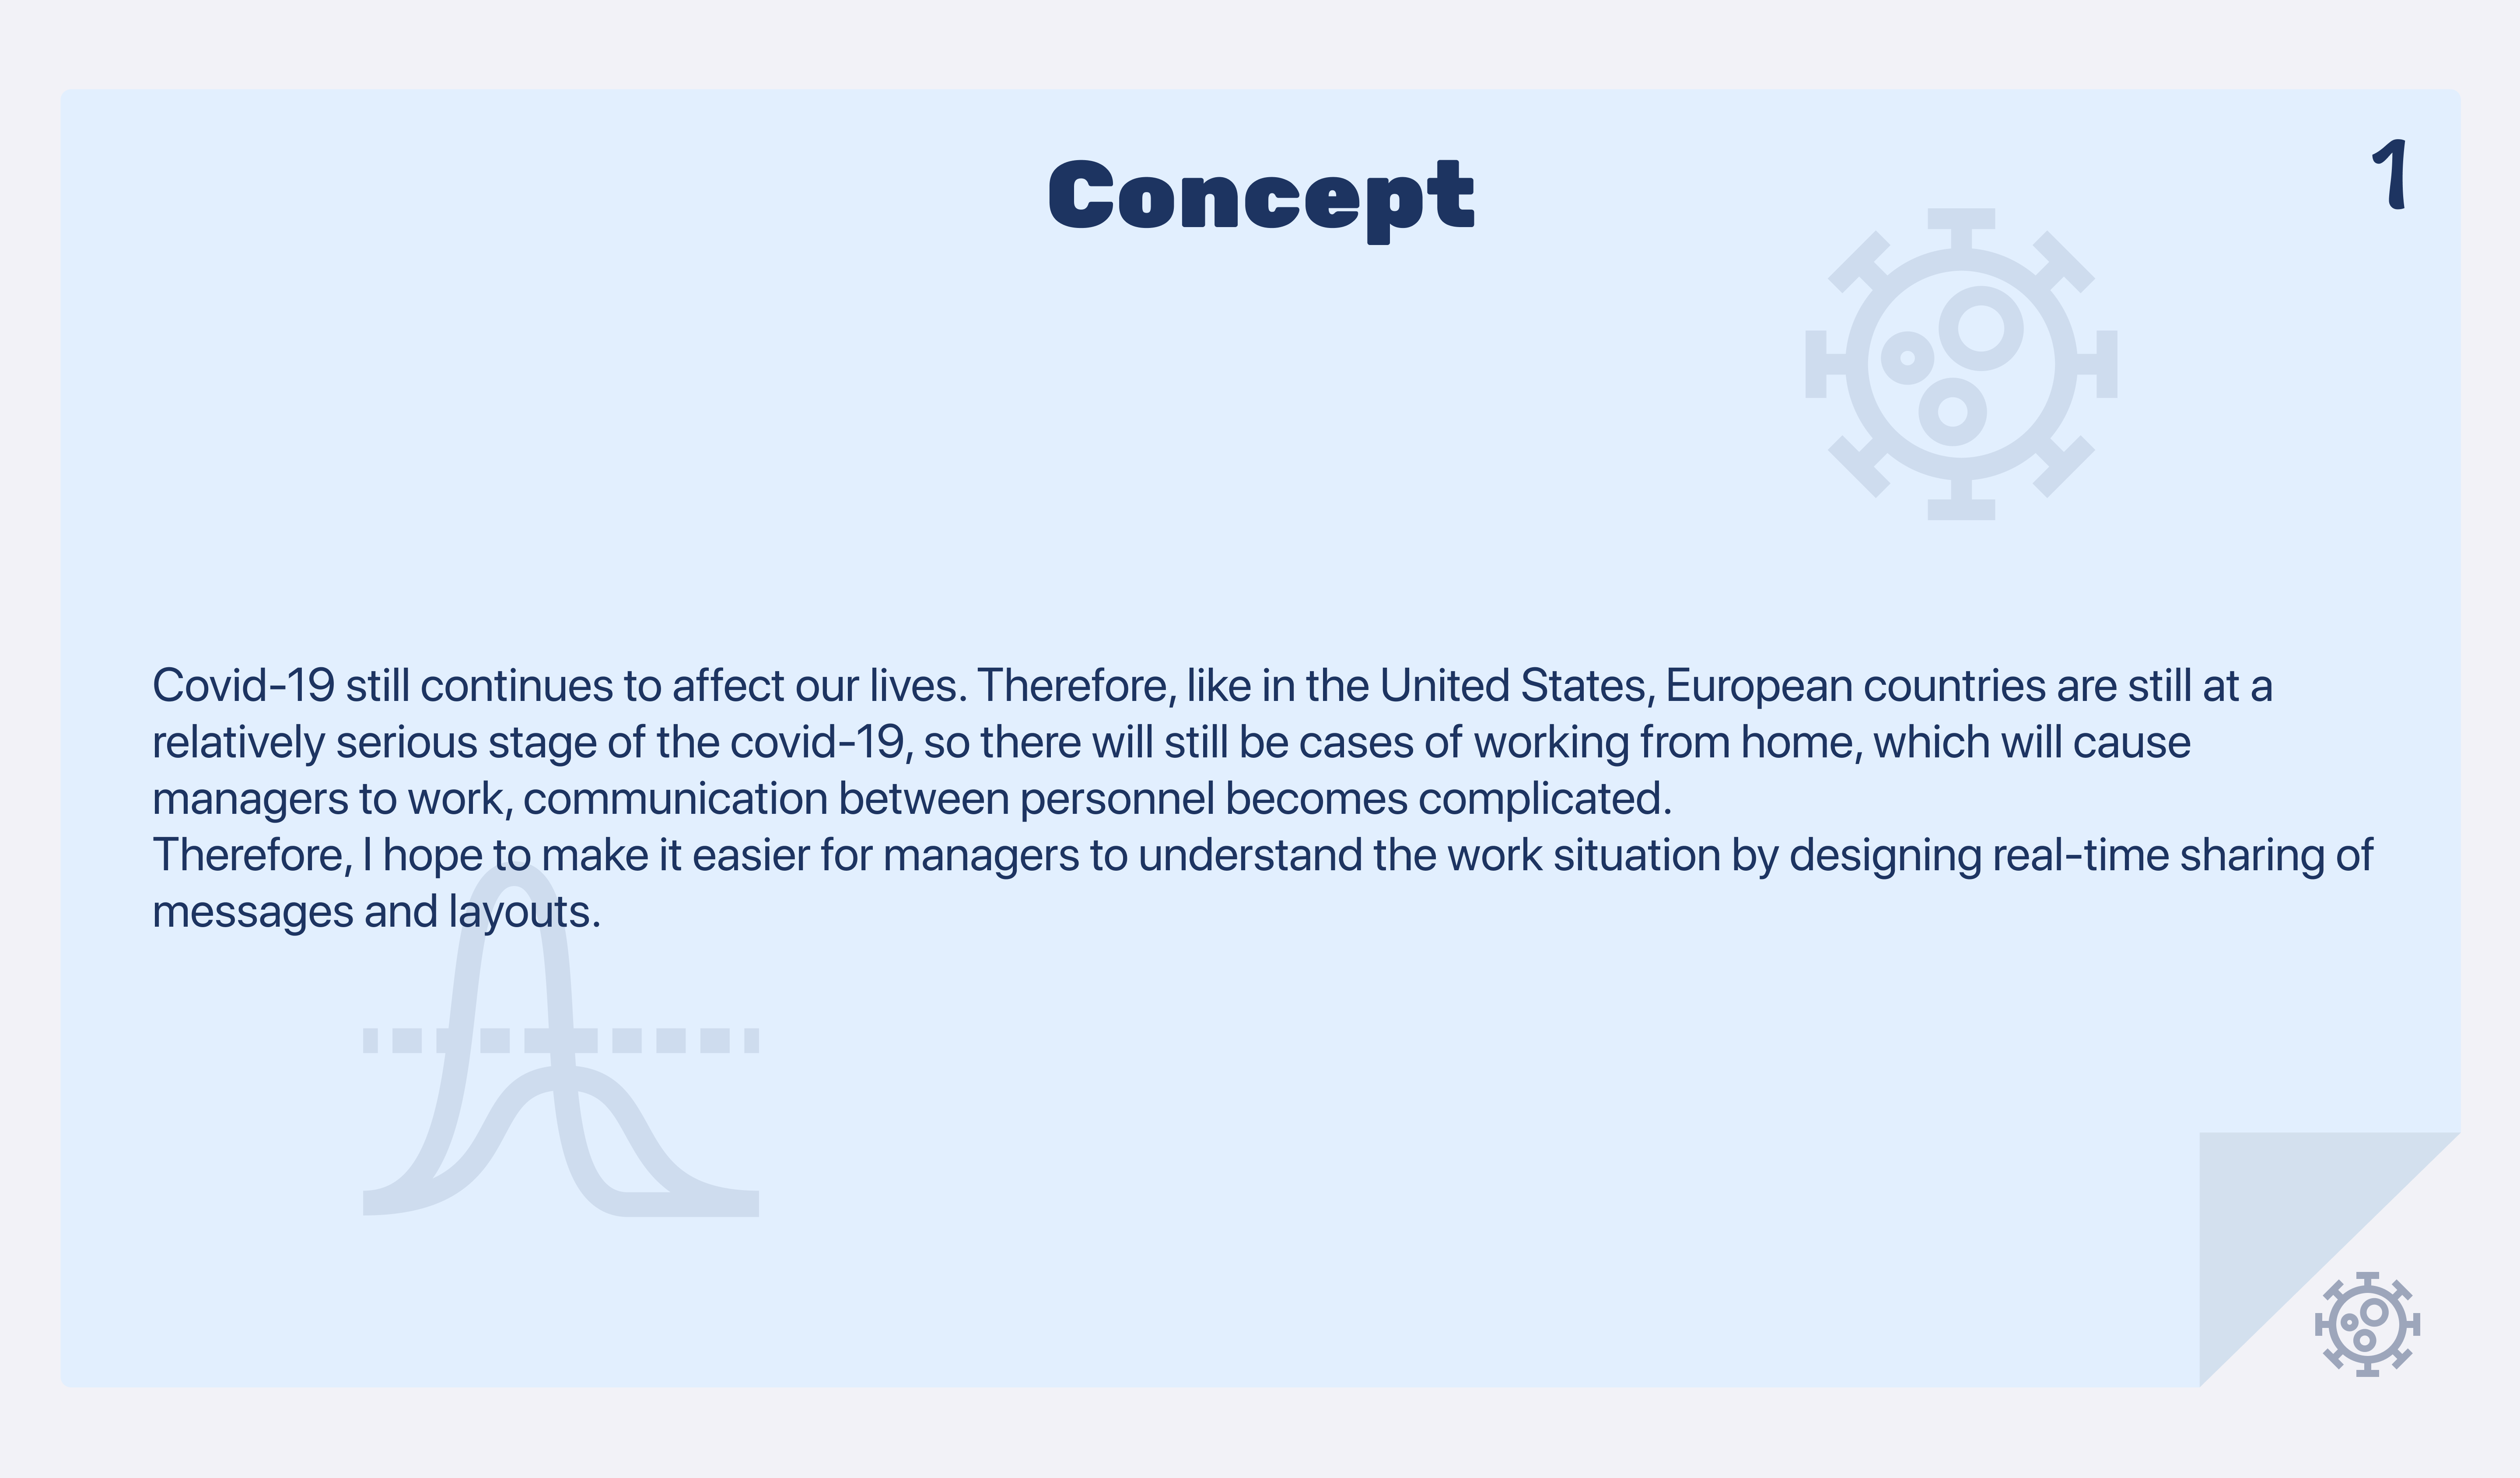 Concept
1
Covid-19 still continues to affect our lives. Therefore, like in the United States, European countries are still at a
relatively serious stage of the covid-19, so there will still be cases of working from home, which will cause
managers to work, communication between personnel becomes complicated.
Therefore, I hope to make it easier for managers to understand the work situation by designing real-time sharing of
messages and layouts.